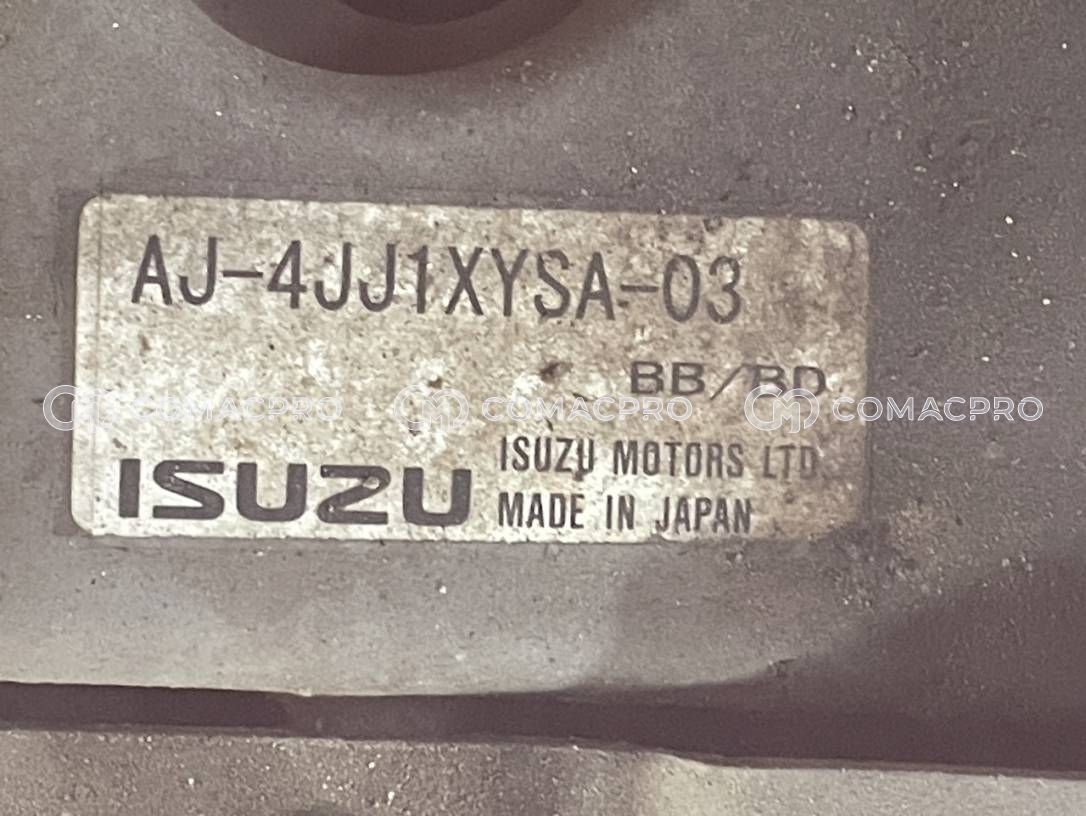 AJ-4JJ1XYSA-03
BB/BD
COMACPRO COMACPRO COMACPRO
ISUZU MOTORS LTD.
ISUZU
MADE IN JAPAN